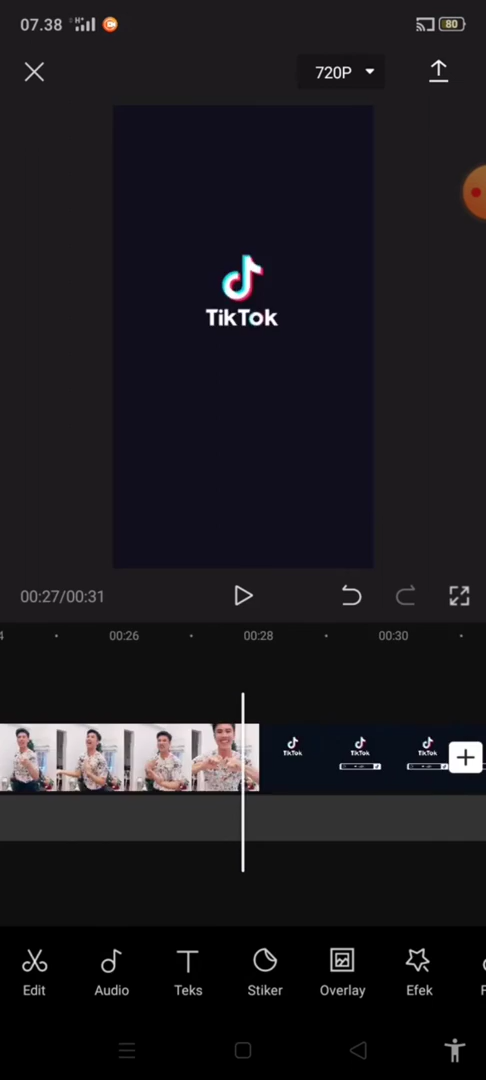 07.38
80
720P
TikTok
00:27/00:31
4
00:26
00:28
00:30
TikTok
TikTok
TikTok
Edit
Audio
Teks
Stiker
Overlay
Efek